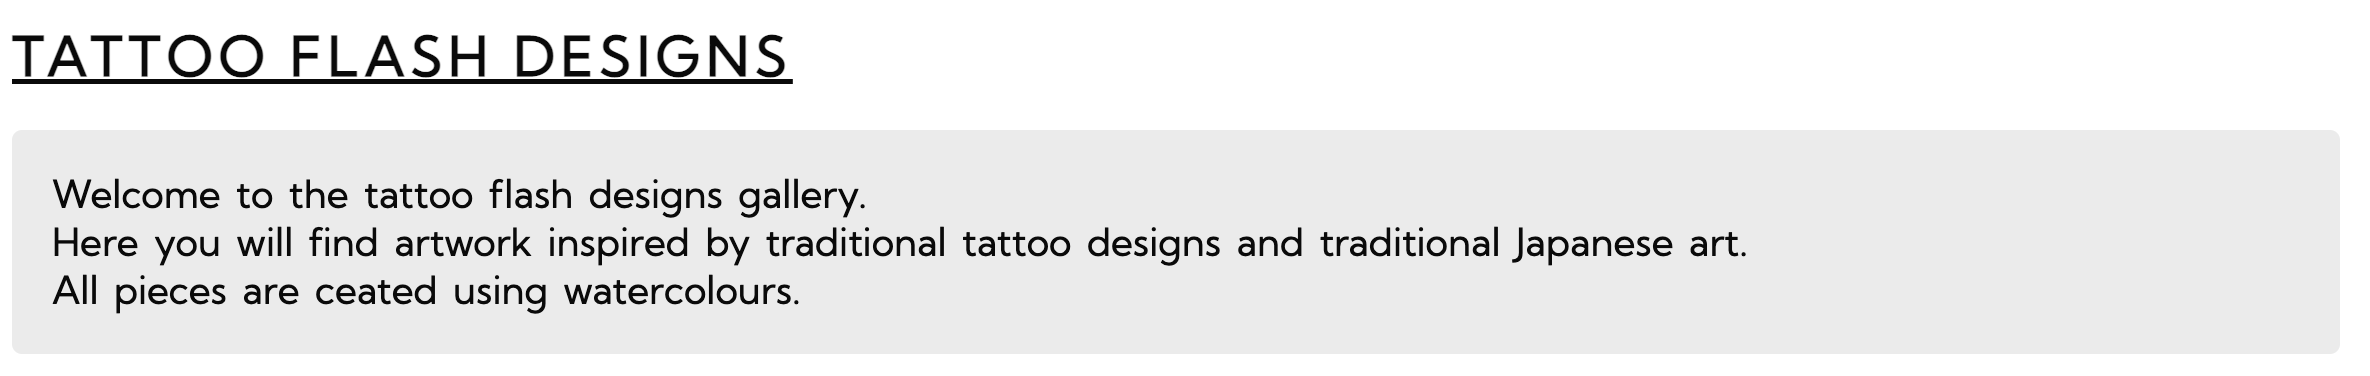 TATTOO FLASH DESIGNS
Welcome to the tattoo flash designs gallery.
Here you will find artwork inspired by traditional tattoo designs and traditional Japanese art.
All pieces are ceated using watercolours.